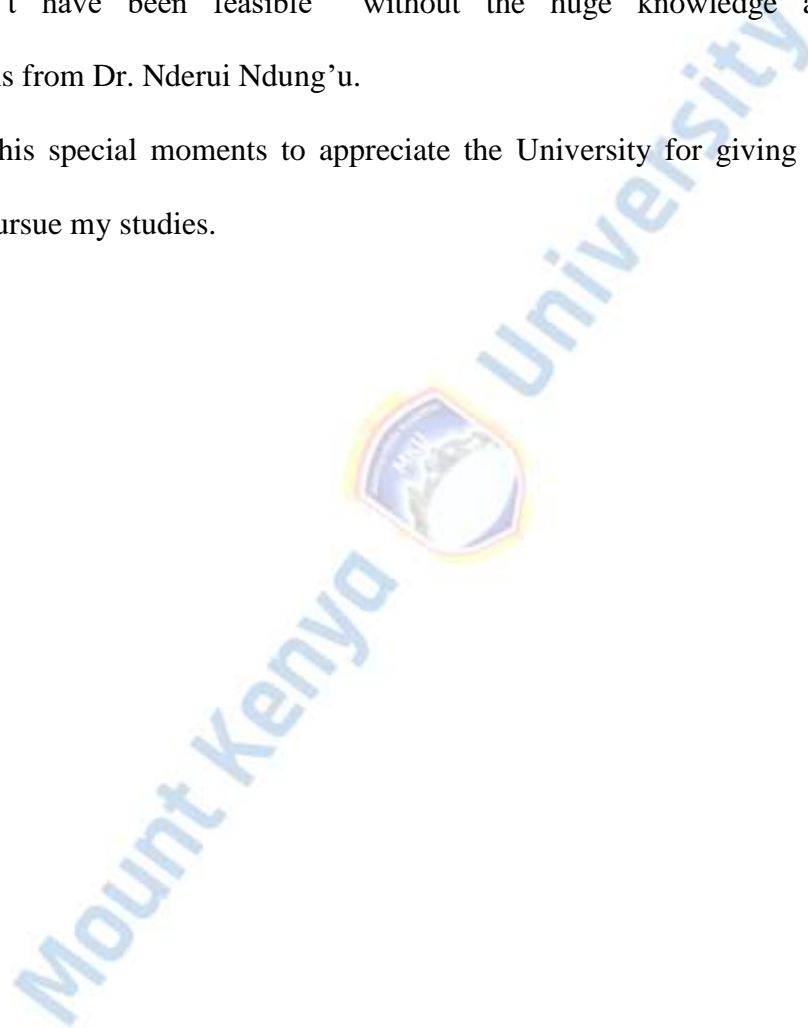 't have been feasible without the huge knowledge a
s from Dr. Nderui Ndung’u.
his special moments to appreciate the University for giving
ursue my studies.
Mount Kenya University
MKU